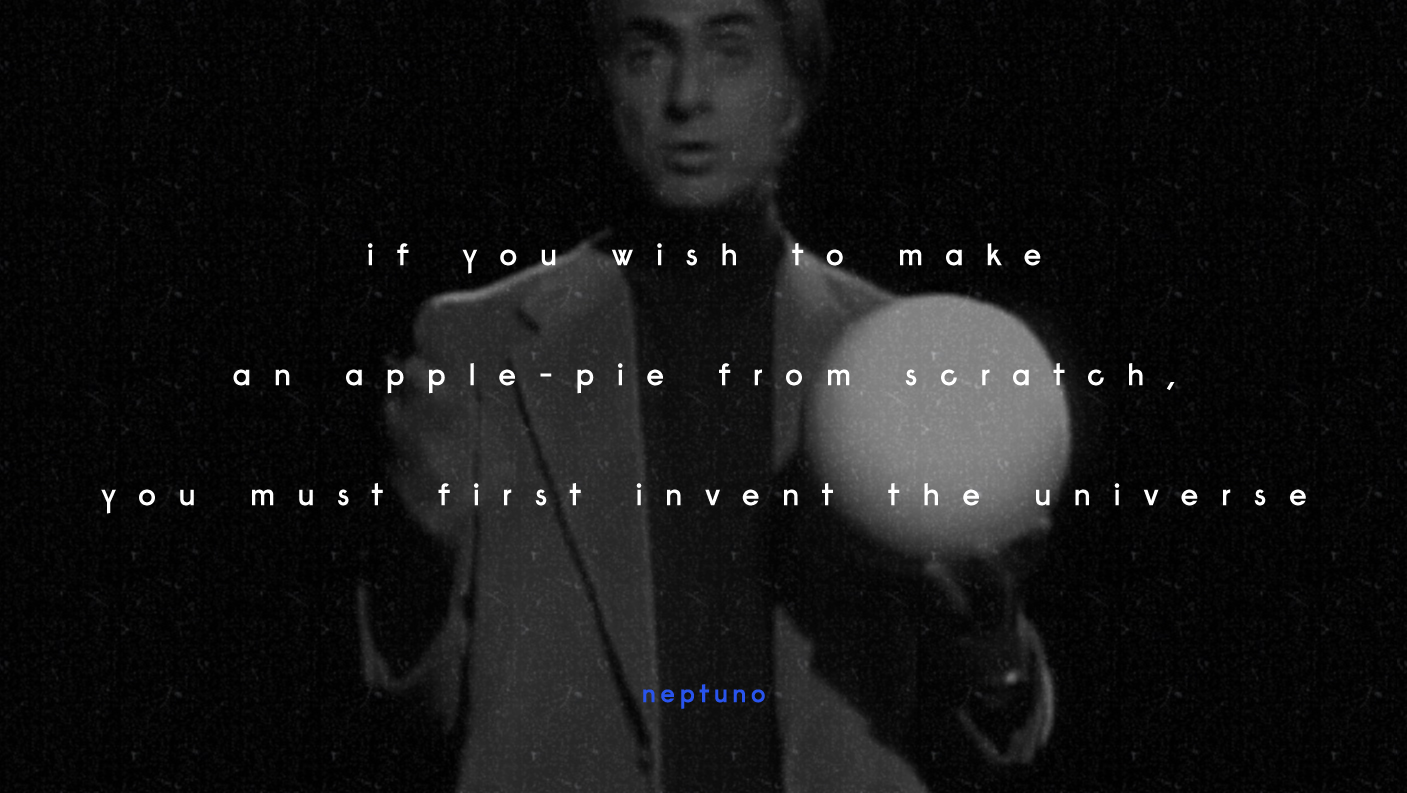 if you wish to make
an apple-pie from scratch,
you must first invent the universe
neptuno